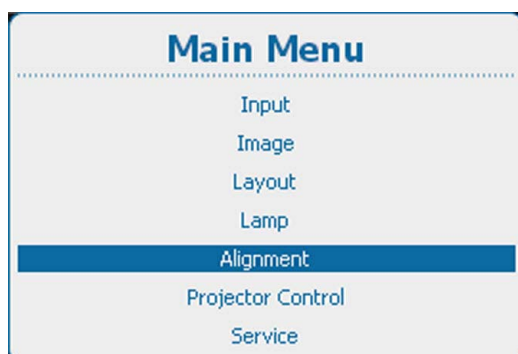 Main Menu
Input
Image
Layout
Lamp
Alignment
Projector Control
Service